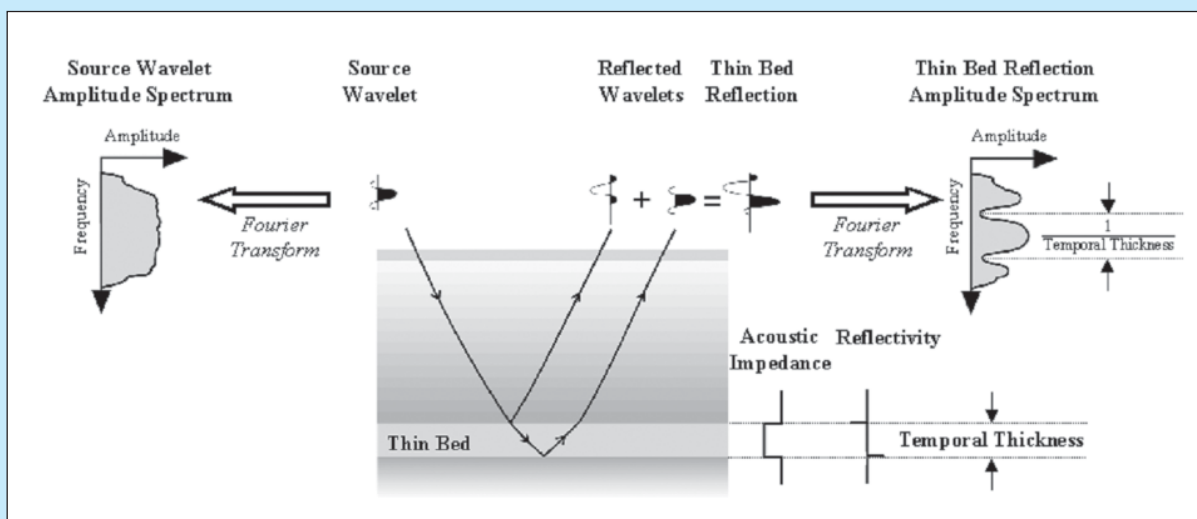 Source Wavelet
Amplitude Spectrum
Source
Wavelet
Reflected
Wavelets
Thin Bed
Reflection
Thin Bed Reflection
Amplitude Spectrum
Amplitude
Frequency
Fourier
Transform
+
=
Fourier
Transform
Amplitude
Frequency
1
Temporal Thickness
Acoustic
Impedance
Reflectivity
Thin Bed
Temporal Thickness